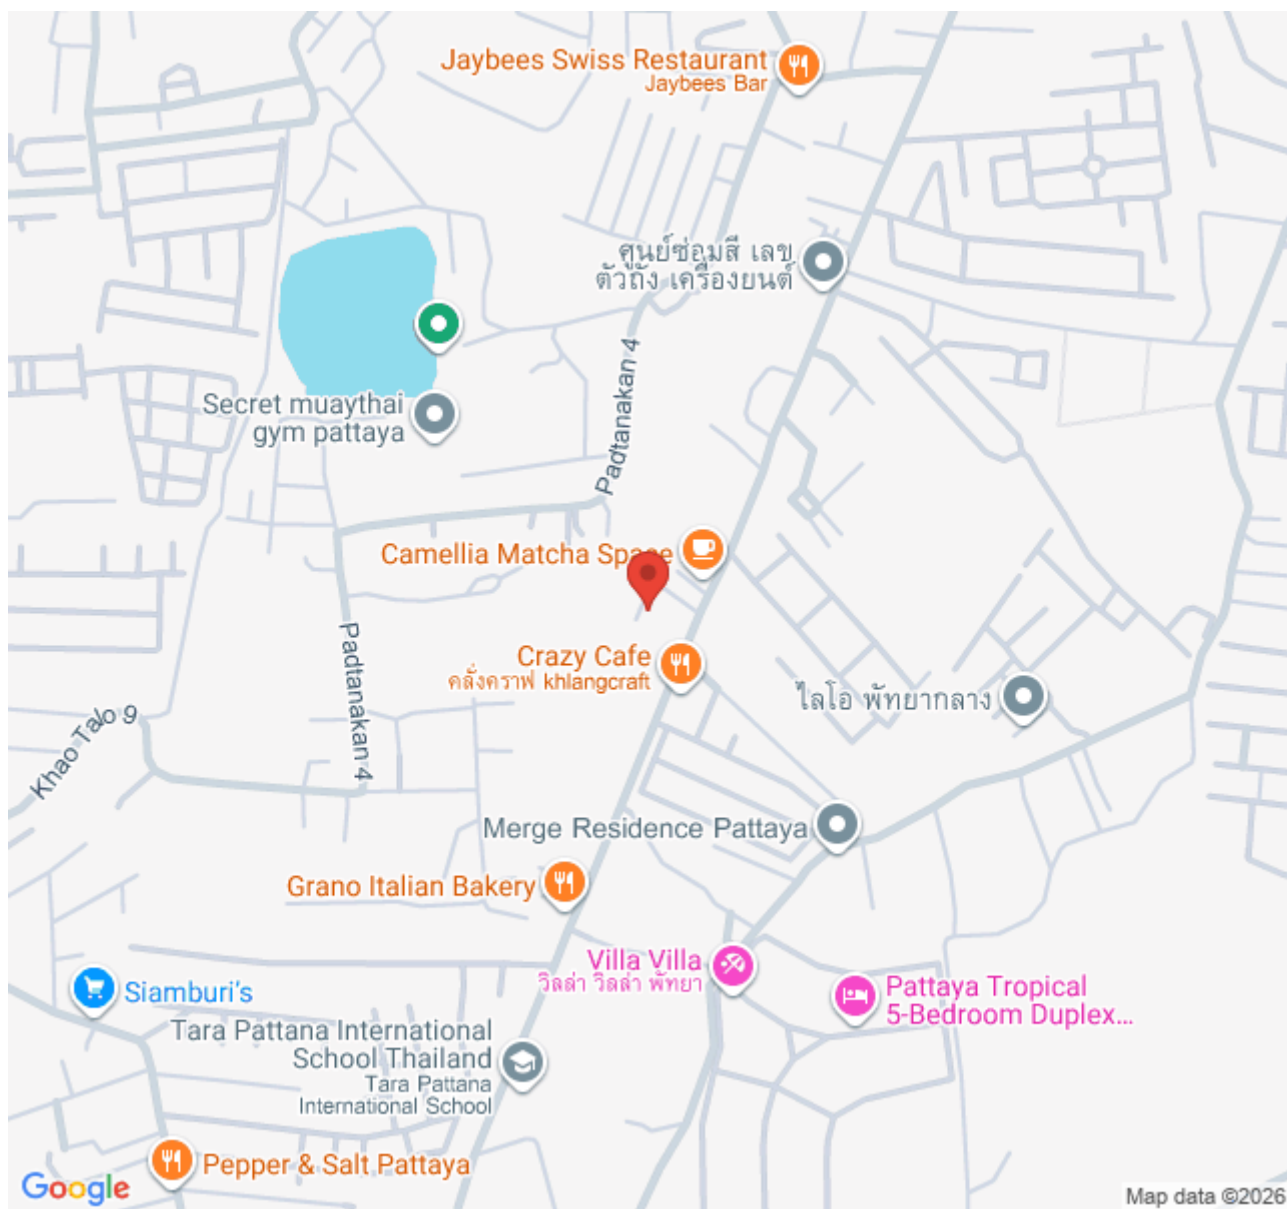 Jaybees Swiss Restaurant
Jaybees Bar
ศูนย์ซ่อมสี เลข
ตัวถัง เครื่องยนต์
Padtanakan 4
Secret muaythai
gym pattaya
Camellia Matcha Space
Padtanakan 4
Crazy Cafe
คลั่งคราฟ khlangcraft
ไลโอ พัทยากลาง
Khao Talo 9
Merge Residence Pattaya
Grano Italian Bakery
Villa Villa
วิลล่า วิลล่า พัทยา
Siamburi's
Pattaya Tropical
5-Bedroom Duplex...
Tara Pattana International
School Thailand
Tara Pattana
International School
Pepper & Salt Pattaya
Google
Map data ©2026